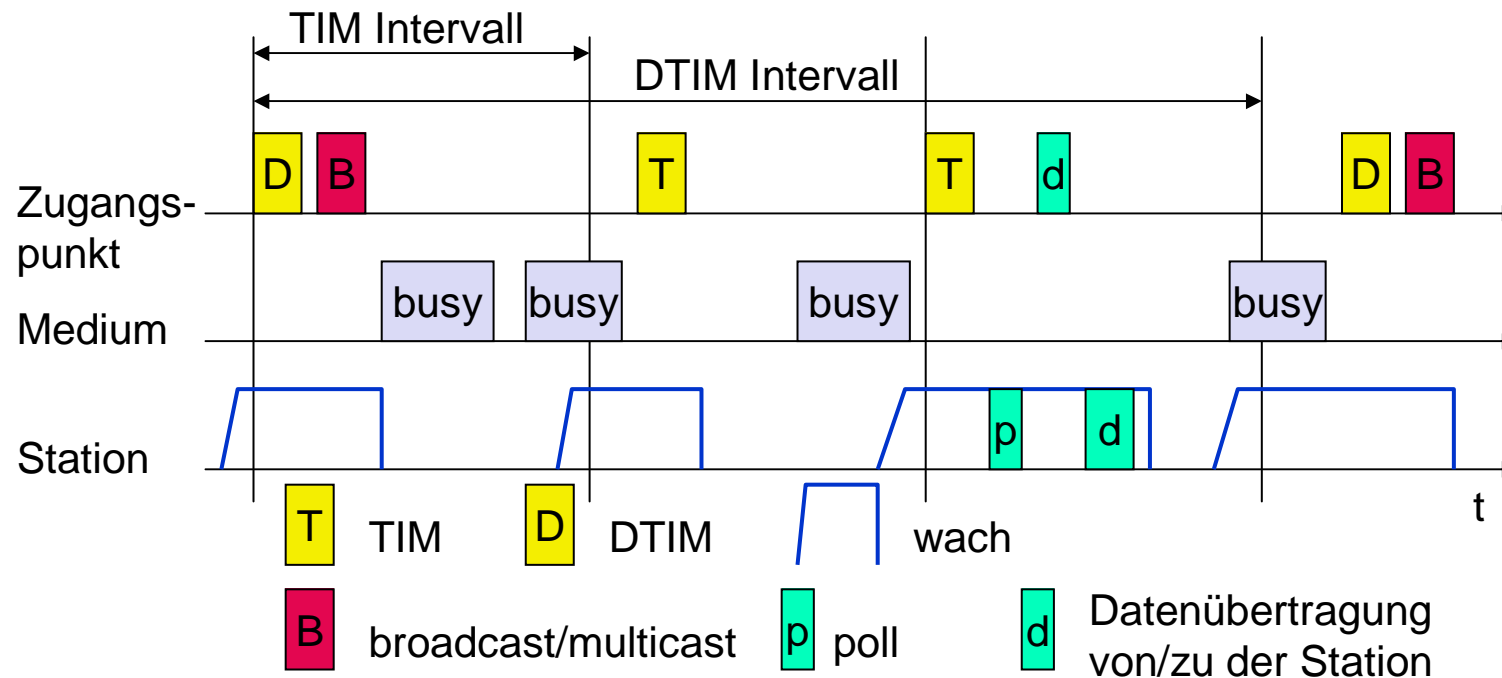 TIM Intervall
DTIM Intervall
D B T T d D B
Zugangs-
punkt
busy busy busy busy
Medium
p d
Station
t
T TIM D DTIM wach
B broadcast/multicast p poll d Datenübertragung
von/zu der Station